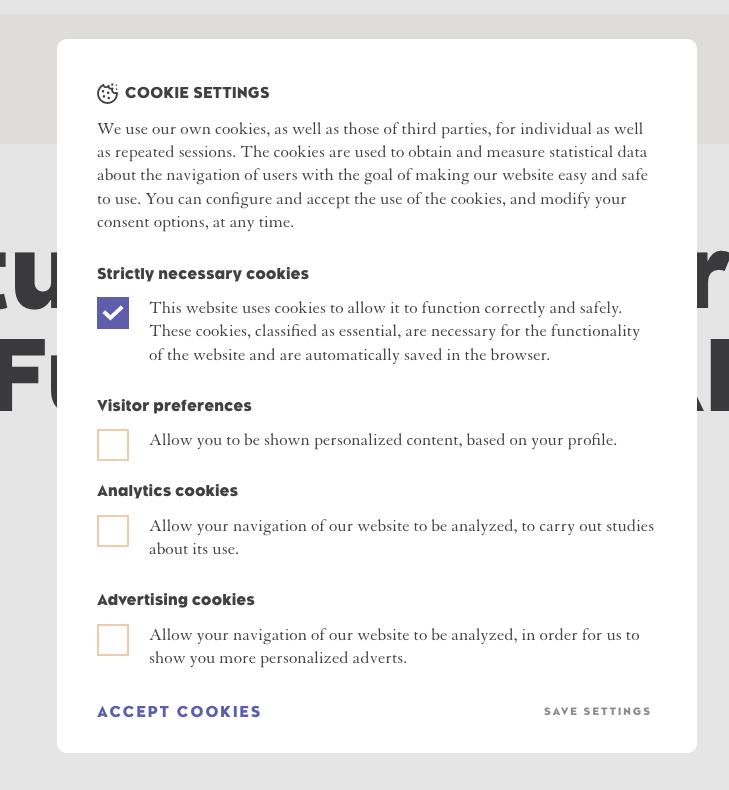 COOKIE SETTINGS
We use our own cookies, as well as those of third parties, for individual as well
as repeated sessions. The cookies are used to obtain and measure statistical data
about the navigation of users with the goal of making our website easy and safe
to use. You can configure and accept the use of the cookies, and modify your
consent options, at any time.
Strictly necessary cookies
This website uses cookies to allow it to function correctly and safely.
These cookies, classified as essential, are necessary for the functionality
of the website and are automatically saved in the browser.
Visitor preferences
Allow you to be shown personalized content, based on your profile.
Analytics cookies
Allow your navigation of our website to be analyzed, to carry out studies
about its use.
Advertising cookies
Allow your navigation of our website to be analyzed, in order for us to
show you more personalized adverts.
ACCEPT COOKIES
SAVE SETTINGS